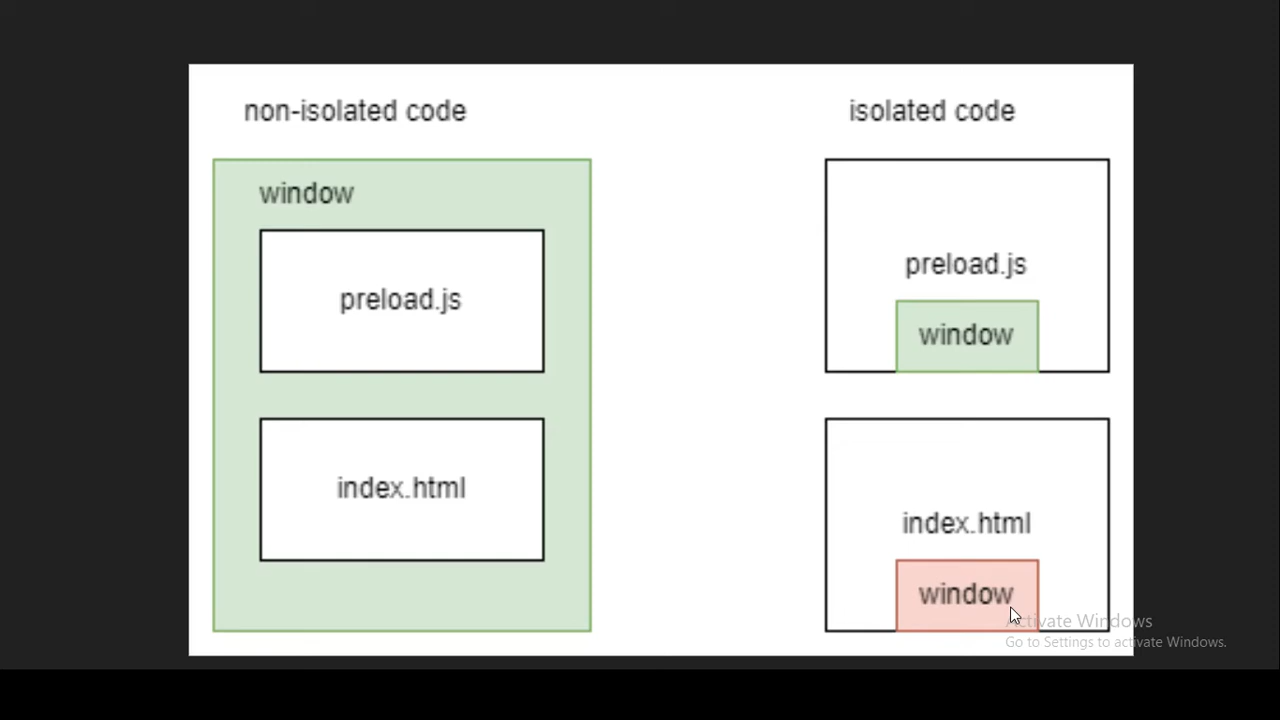 non-isolated code
window
preload.js
index.html
isolated code
preload.js
window
index.html
window
Activate Windows
Go to Settings to activate Windows.